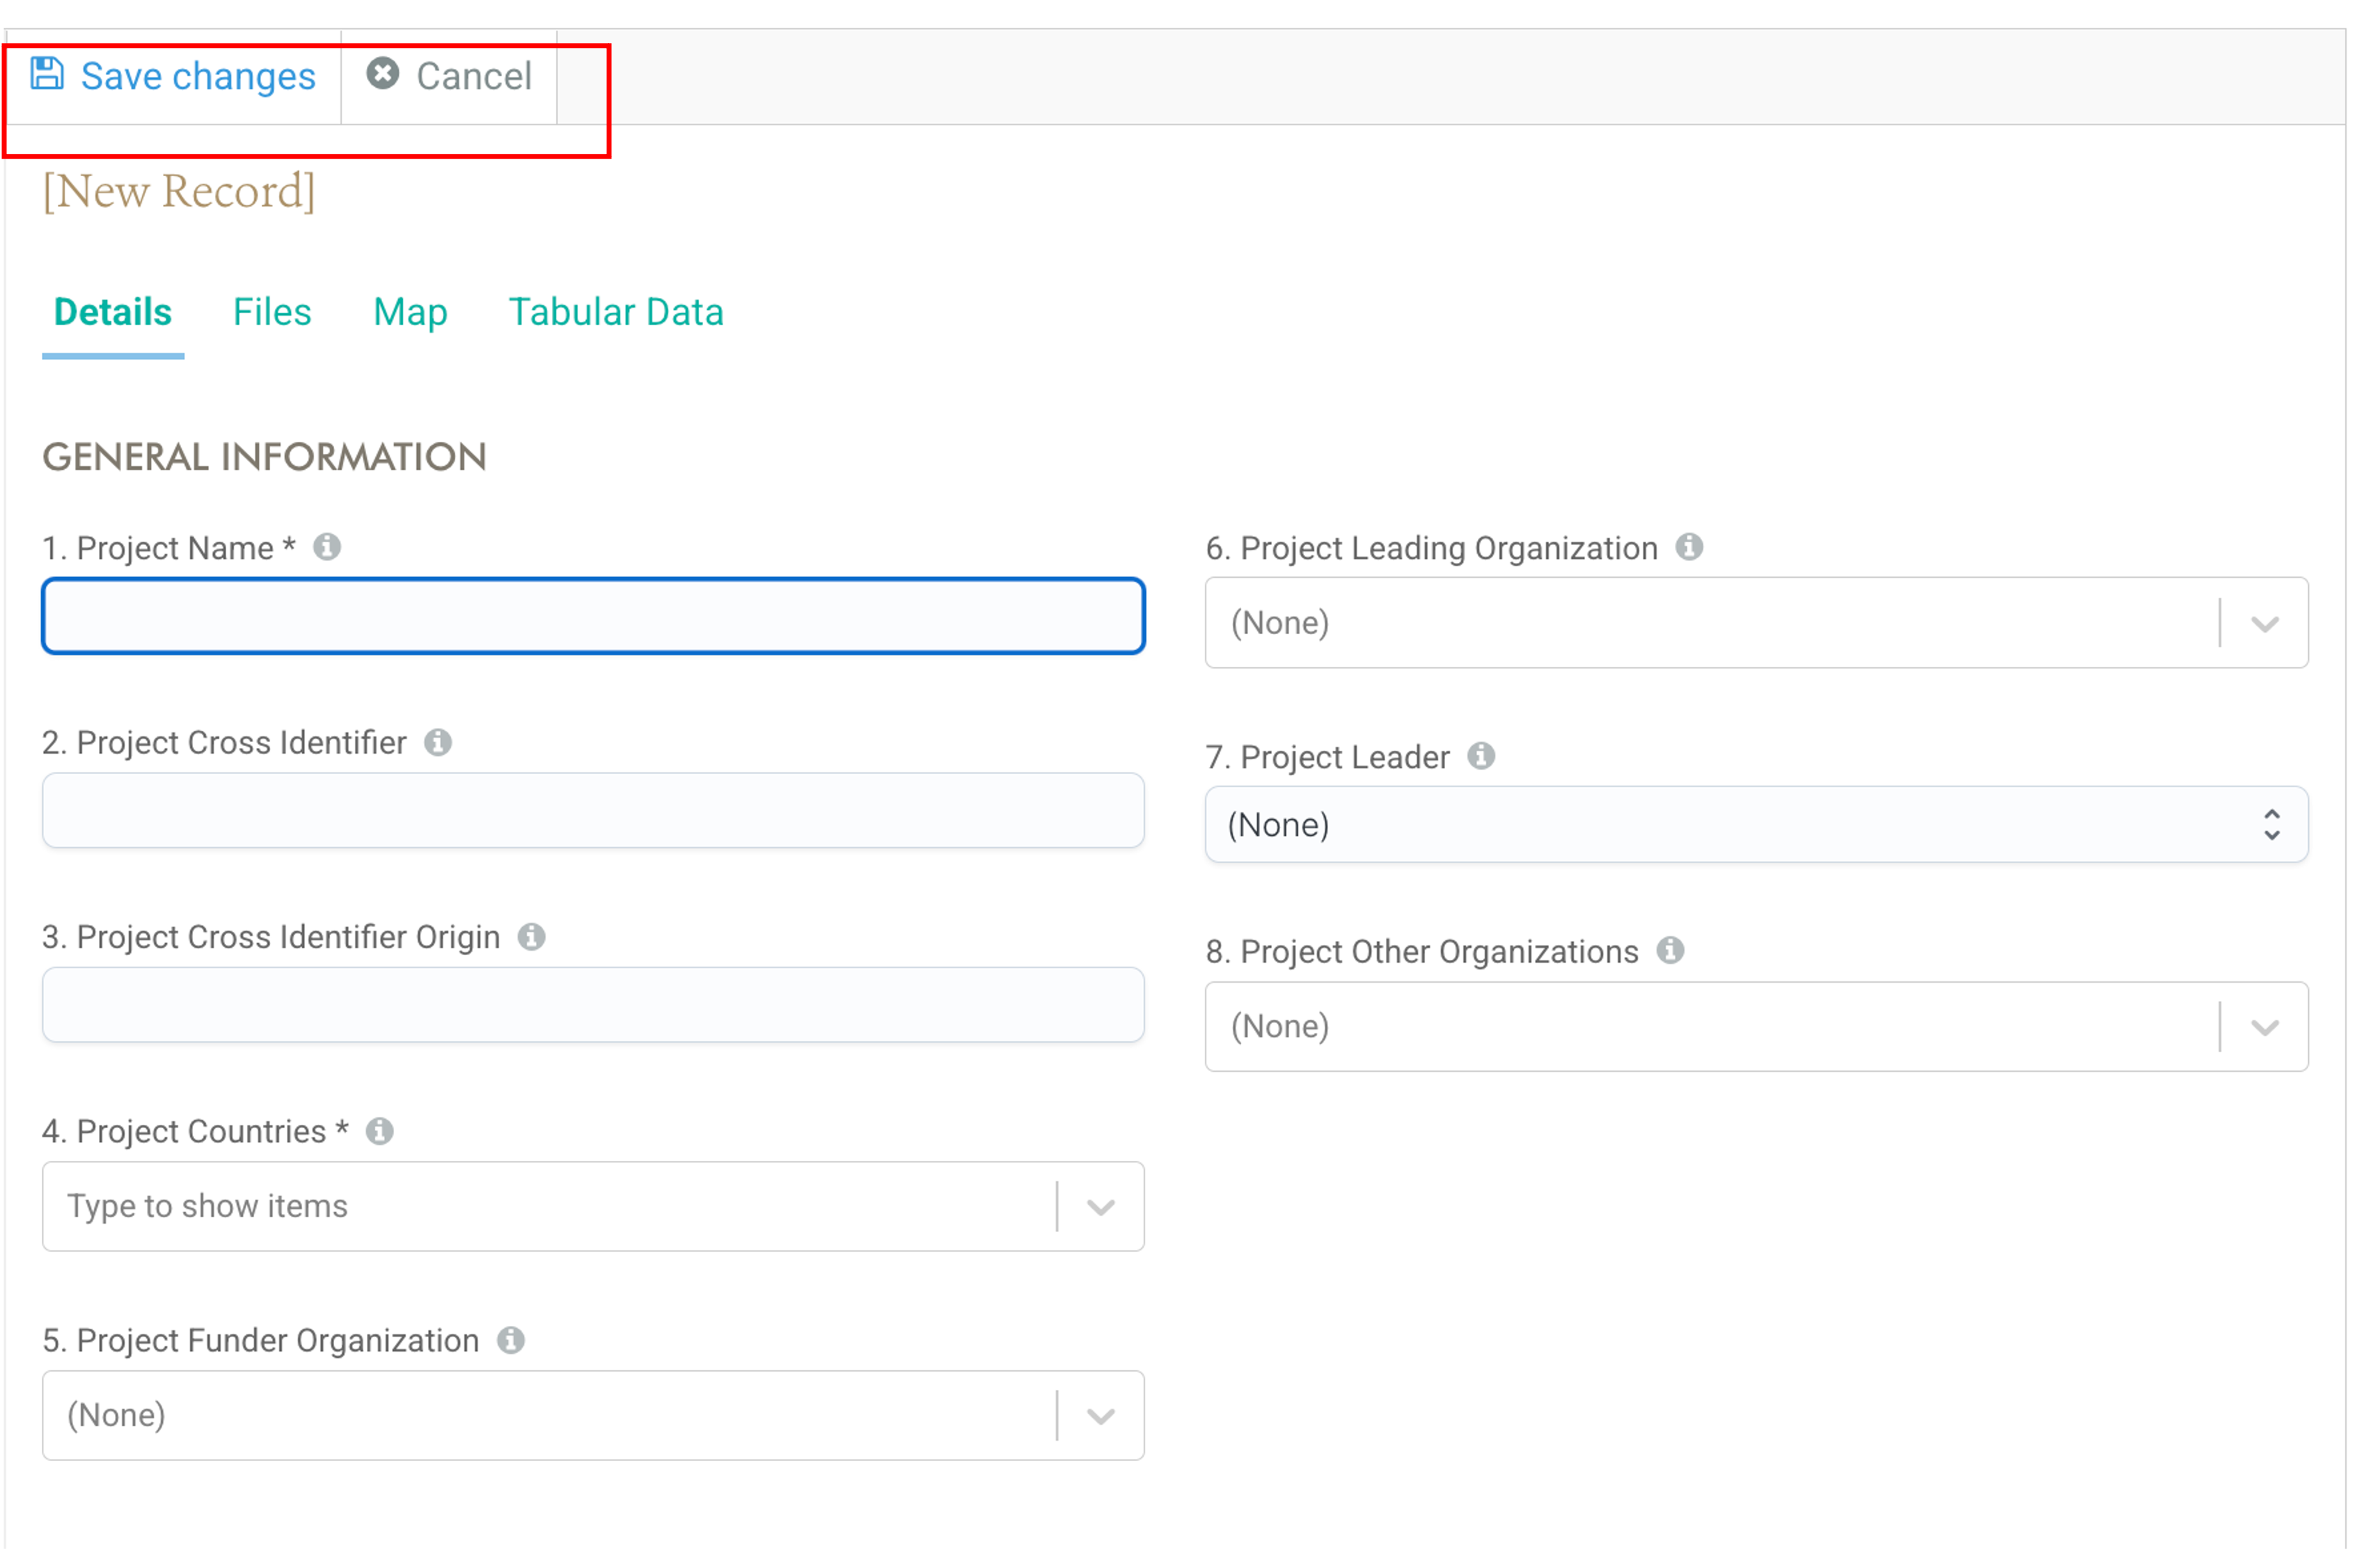 Save changes
Cancel
[New Record]
Details
Files
Map
Tabular Data
GENERAL INFORMATION
1. Project Name *
2. Project Cross Identifier
3. Project Cross Identifier Origin
4. Project Countries *
Type to show items
5. Project Funder Organization
(None)
6. Project Leading Organization
(None)
7. Project Leader
(None)
8. Project Other Organizations
(None)